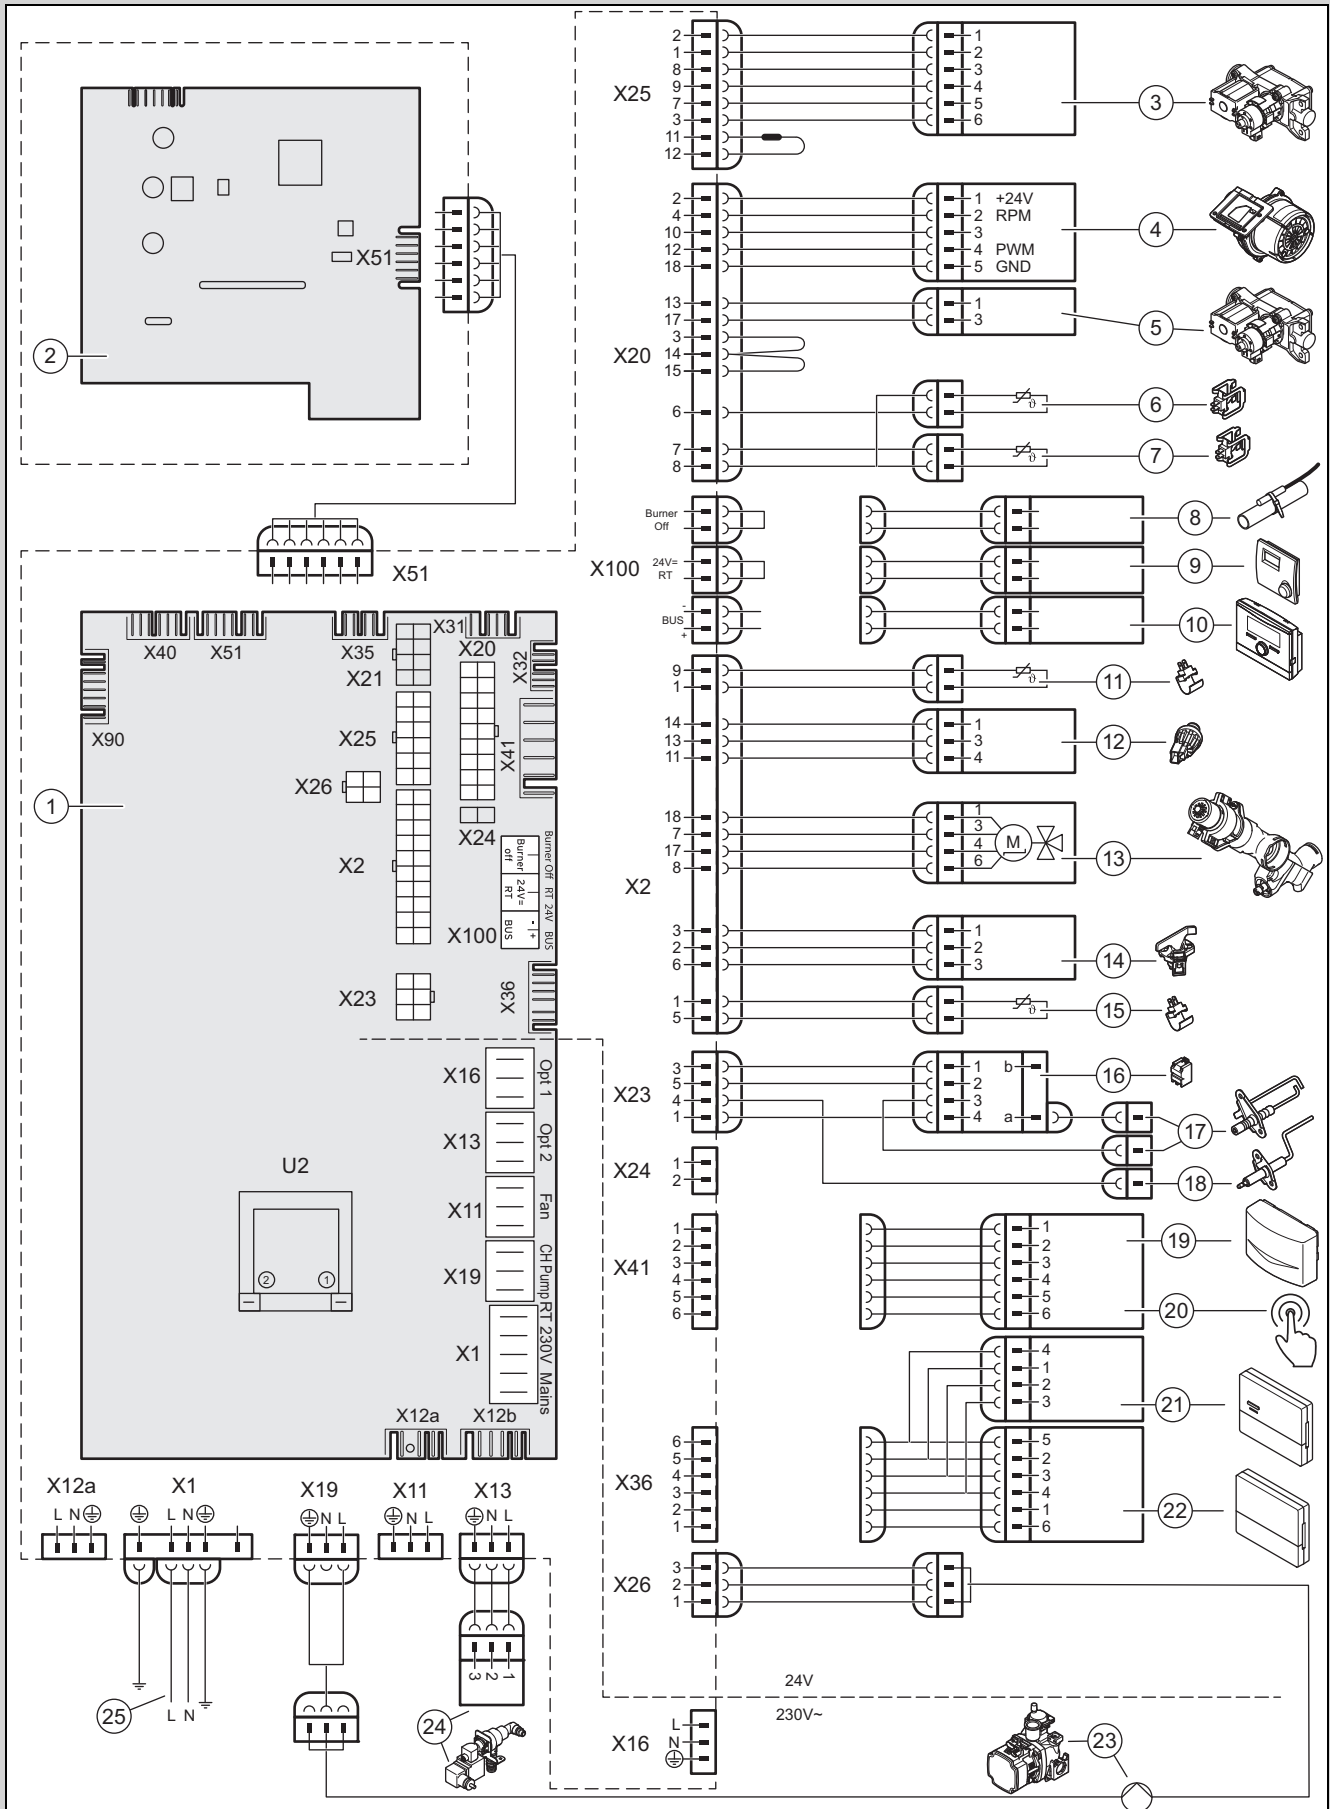 X51
2
X51
X25
2
1
8
9
7
3
11
12
1
2
3
4
5
6
3
X20
2
4
10
12
18
1 +24V
2 RPM
3
4 PWM
5 GND
4
13
17
3
14
15
1
3
5
6
6
7
8
7
X100
Burner
Off
8
24V=
RT
9
-
BUS
+
10
X2
9
1
11
14
13
11
1
3
4
12
18
7
17
8
1
3
4
6
M
13
3
2
6
1
2
3
14
1
5
15
X23
3
5
4
1
1
2
3
4
b
a
16
17
18
X24
1
2
X41
1
2
3
4
5
6
1
2
3
4
5
6
19
20
4
1
2
3
21
X36
6
5
4
3
2
1
5
2
3
4
1
6
22
X26
3
2
1
24V
230V~
X16
L
N
23
1
X40
X51
X35
X31
X21
X20
X32
X90
X25
X41
X26
X24
X2
Burner off
24V= RT
- +
BUS
Burner Off RT 24V BUS
X100
X23
X36
X16
Opt 1
X13
Opt 2
X11
Fan
X19
CH Pump
X1
RT 230V Mains
U2
2
1
X12a
X12b
X12a
L N
X1
L N
X19
N L
X11
N L
X13
N L
3 2 1
25
L N
24